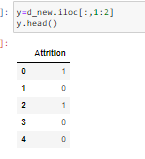 ]: y=d_new.iloc[:,1:2]
y.head()
]:
Attrition
0 1
1 0
2 1
3 0
4 0